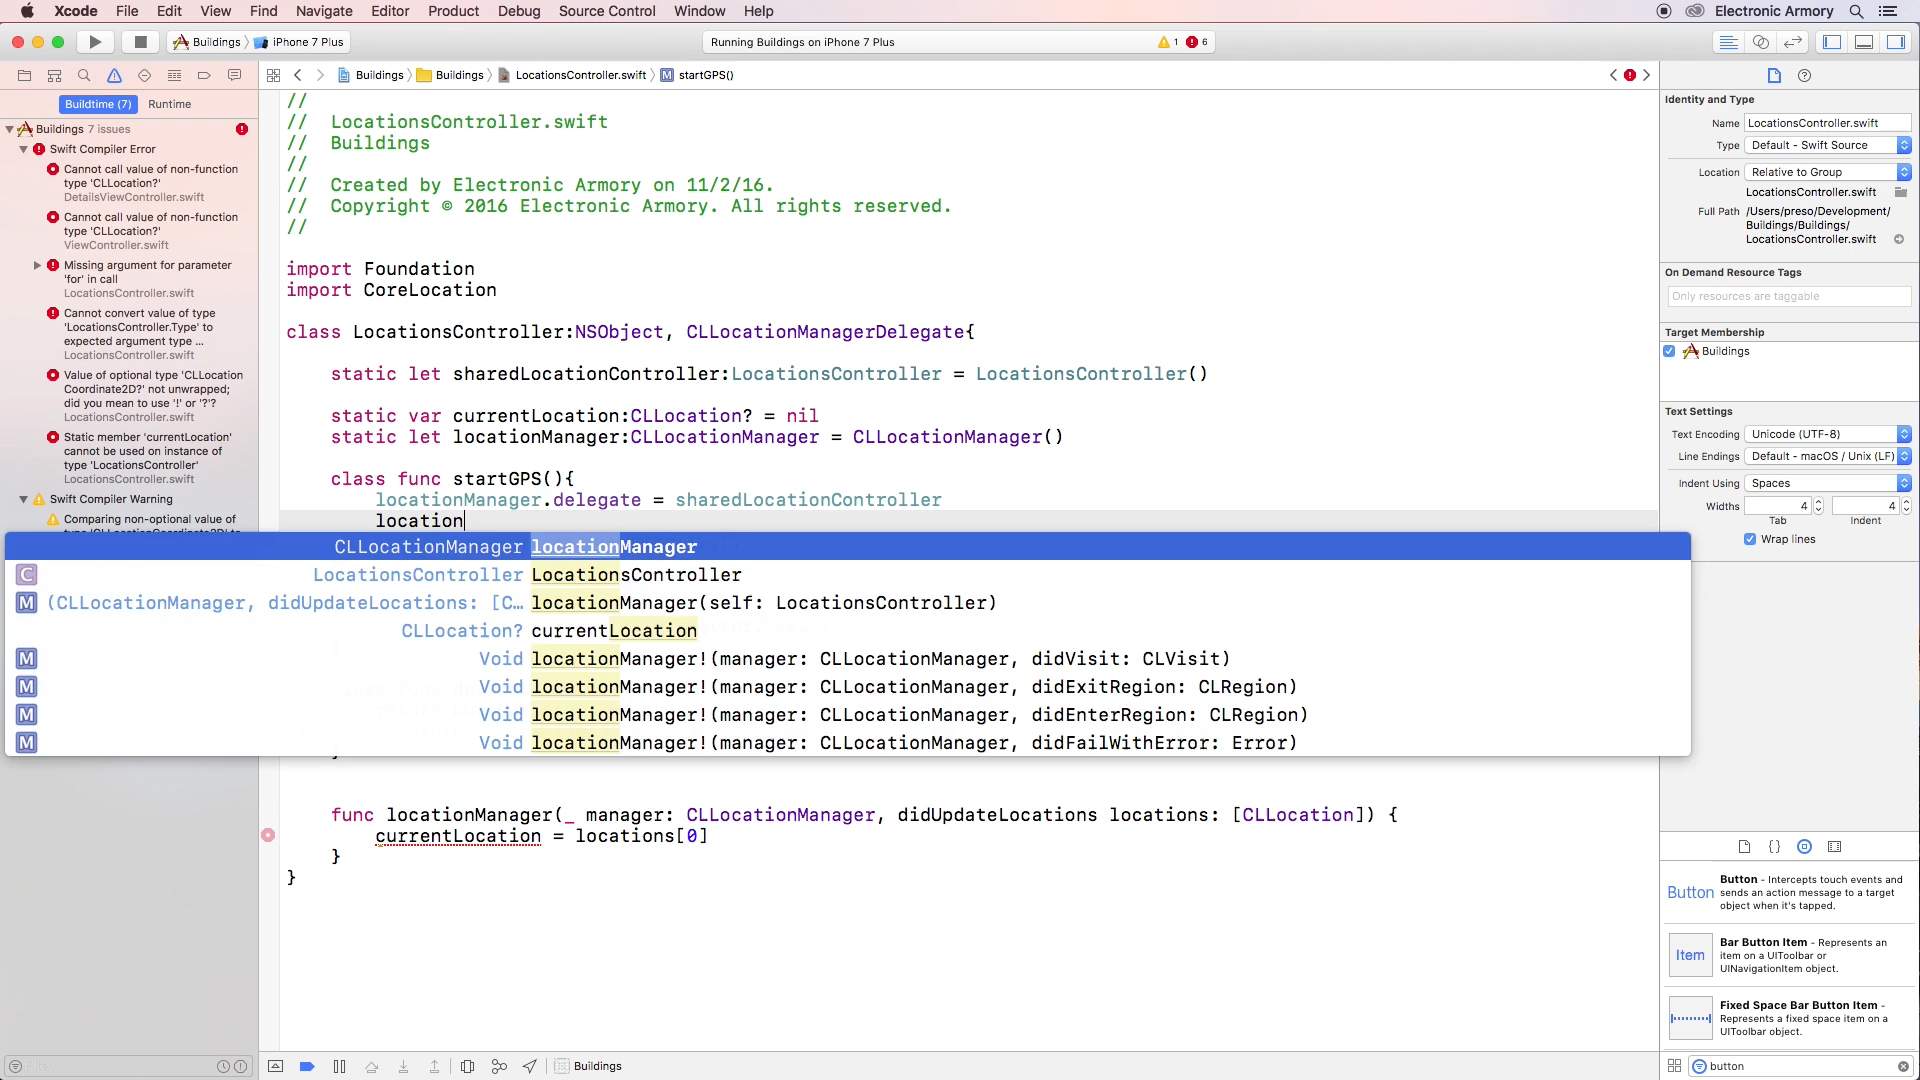 Xcode File Edit View Find Navigate Editor Product Debug Source Control Window Help Electronic Armory
Buildings iPhone 7 Plus Running Buildings on iPhone 7 Plus 1 6
Buildings Buildings LocationsController.swift M startGPS()
Buildtime (7) Runtime
Buildings 7 issues
Swift Compiler Error
Cannot call value of non-function
type 'CLLocation?'
DetailsViewController.swift
Cannot call value of non-function
type 'CLLocation?'
ViewController.swift
Missing argument for parameter
'for' in call
LocationsController.swift
Cannot convert value of type
'LocationsController.Type' to
expected argument type ...
LocationsController.swift
Value of optional type 'CLLocation
Coordinate2D?' not unwrapped;
did you mean to use '!' or '?'?
LocationsController.swift
Static member 'currentLocation'
cannot be used on instance of
type 'LocationsController'
LocationsController.swift
Swift Compiler Warning
Comparing non-optional value of
//
// LocationsController.swift
// Buildings
//
// Created by Electronic Armory on 11/2/16.
// Copyright © 2016 Electronic Armory. All rights reserved.
//
import Foundation
import CoreLocation
class LocationsController:NSObject, CLLocationManagerDelegate{
static let sharedLocationController:LocationsController = LocationsController()
static var currentLocation:CLLocation? = nil
static let locationManager:CLLocationManager = CLLocationManager()
class func startGPS(){
locationManager.delegate = sharedLocationController
location
CLLocationManager locationManager
C LocationsController LocationsController
M (CLLocationManager, didUpdateLocations: [C... locationManager(self: LocationsController)
CLLocation? currentLocation
M Void locationManager!(manager: CLLocationManager, didVisit: CLVisit)
M Void locationManager!(manager: CLLocationManager, didExitRegion: CLRegion)
M Void locationManager!(manager: CLLocationManager, didEnterRegion: CLRegion)
M Void locationManager!(manager: CLLocationManager, didFailWithError: Error)
func locationManager(_ manager: CLLocationManager, didUpdateLocations locations: [CLLocation]) {
currentLocation = locations[0]
}
}
Buildings
Identity and Type
Name LocationsController.swift
Type Default - Swift Source
Location Relative to Group
LocationsController.swift
Full Path /Users/preso/Development/
Buildings/Buildings/
LocationsController.swift
On Demand Resource Tags
Only resources are taggable
Target Membership
Buildings
Text Settings
Text Encoding Unicode (UTF-8)
Line Endings Default - macOS / Unix (LF)
Indent Using Spaces
Widths 4 4
Tab Indent
Wrap lines
Button Button - Intercepts touch events and
sends an action message to a target
object when it's tapped.
Item Bar Button Item - Represents an
item on a UIToolbar or
UINavigationItem object.
Fixed Space Bar Button Item -
Represents a fixed space item on a
UIToolbar object.
button